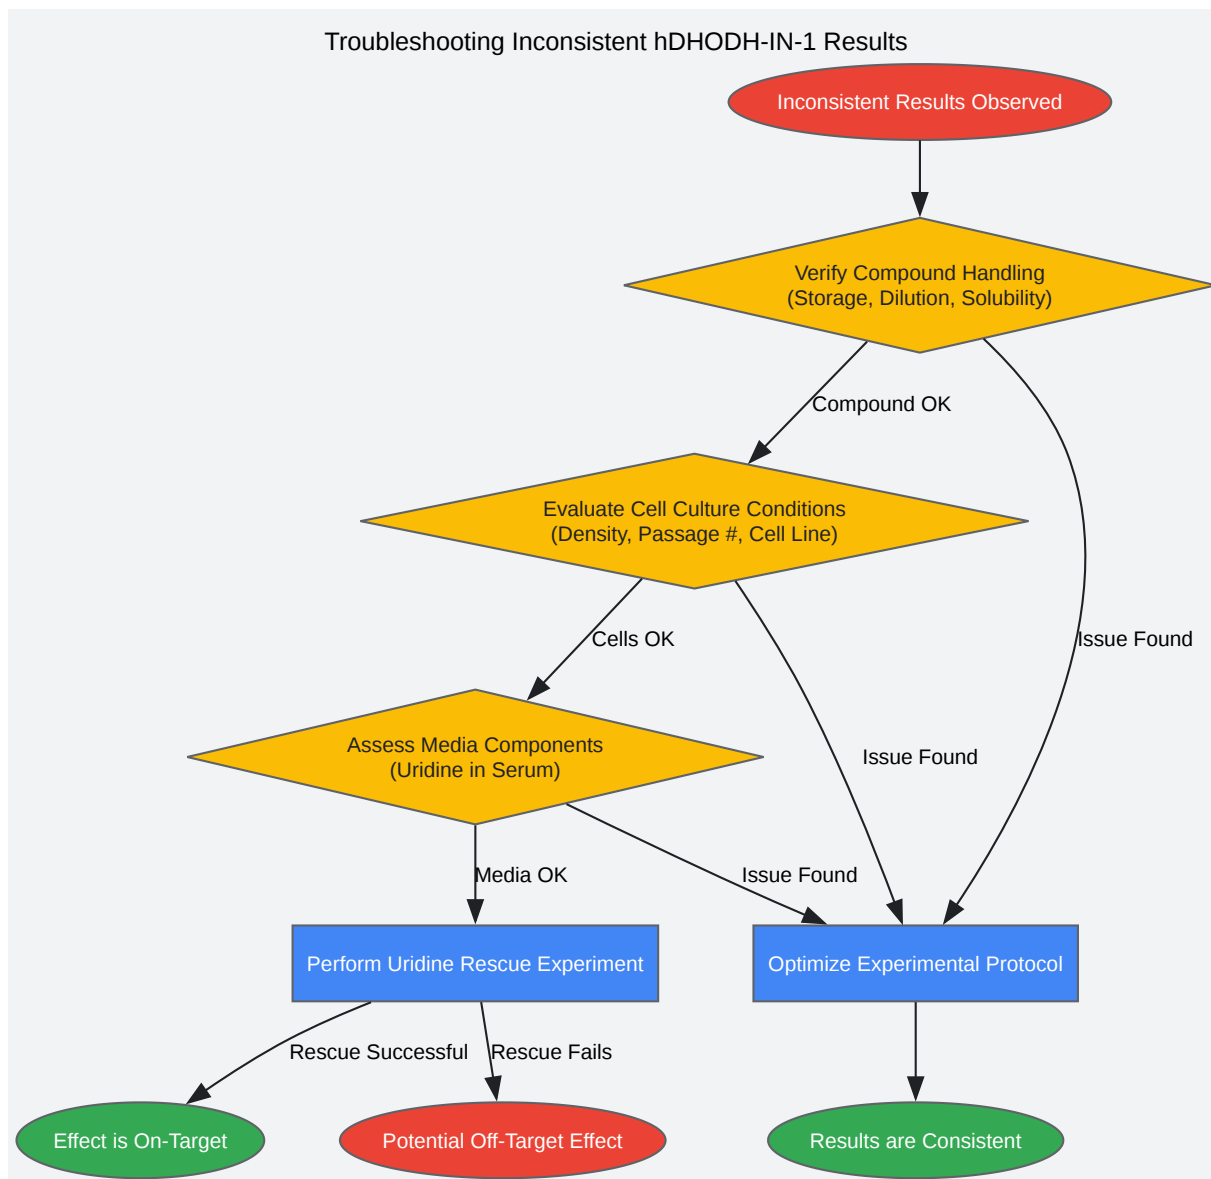 Troubleshooting Inconsistent hDHODH-IN-1 Results
Inconsistent Results Observed
Verify Compound Handling
(Storage, Dilution, Solubility)
Compound OK
Evaluate Cell Culture Conditions
(Density, Passage #, Cell Line)
Cells OK
Issue Found
Assess Media Components
(Uridine in Serum)
Issue Found
Media OK
Issue Found
Perform Uridine Rescue Experiment
Optimize Experimental Protocol
Rescue Successful
Rescue Fails
Effect is On-Target
Potential Off-Target Effect
Results are Consistent